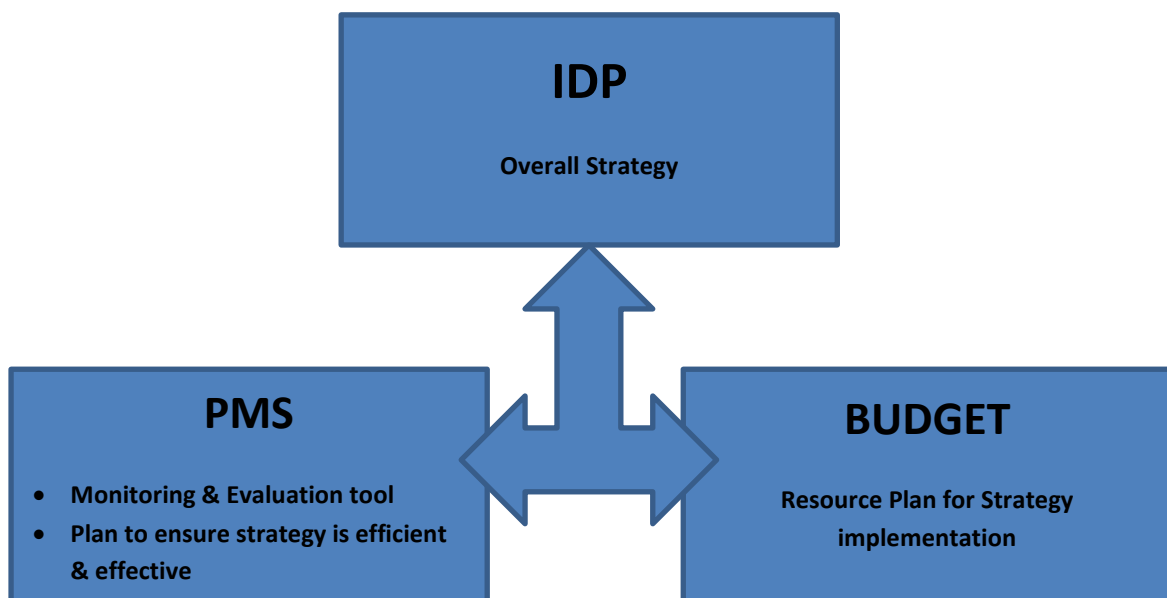 IDP
Overall Strategy
PMS
• Monitoring & Evaluation tool
• Plan to ensure strategy is efficient
& effective
BUDGET
Resource Plan for Strategy
implementation